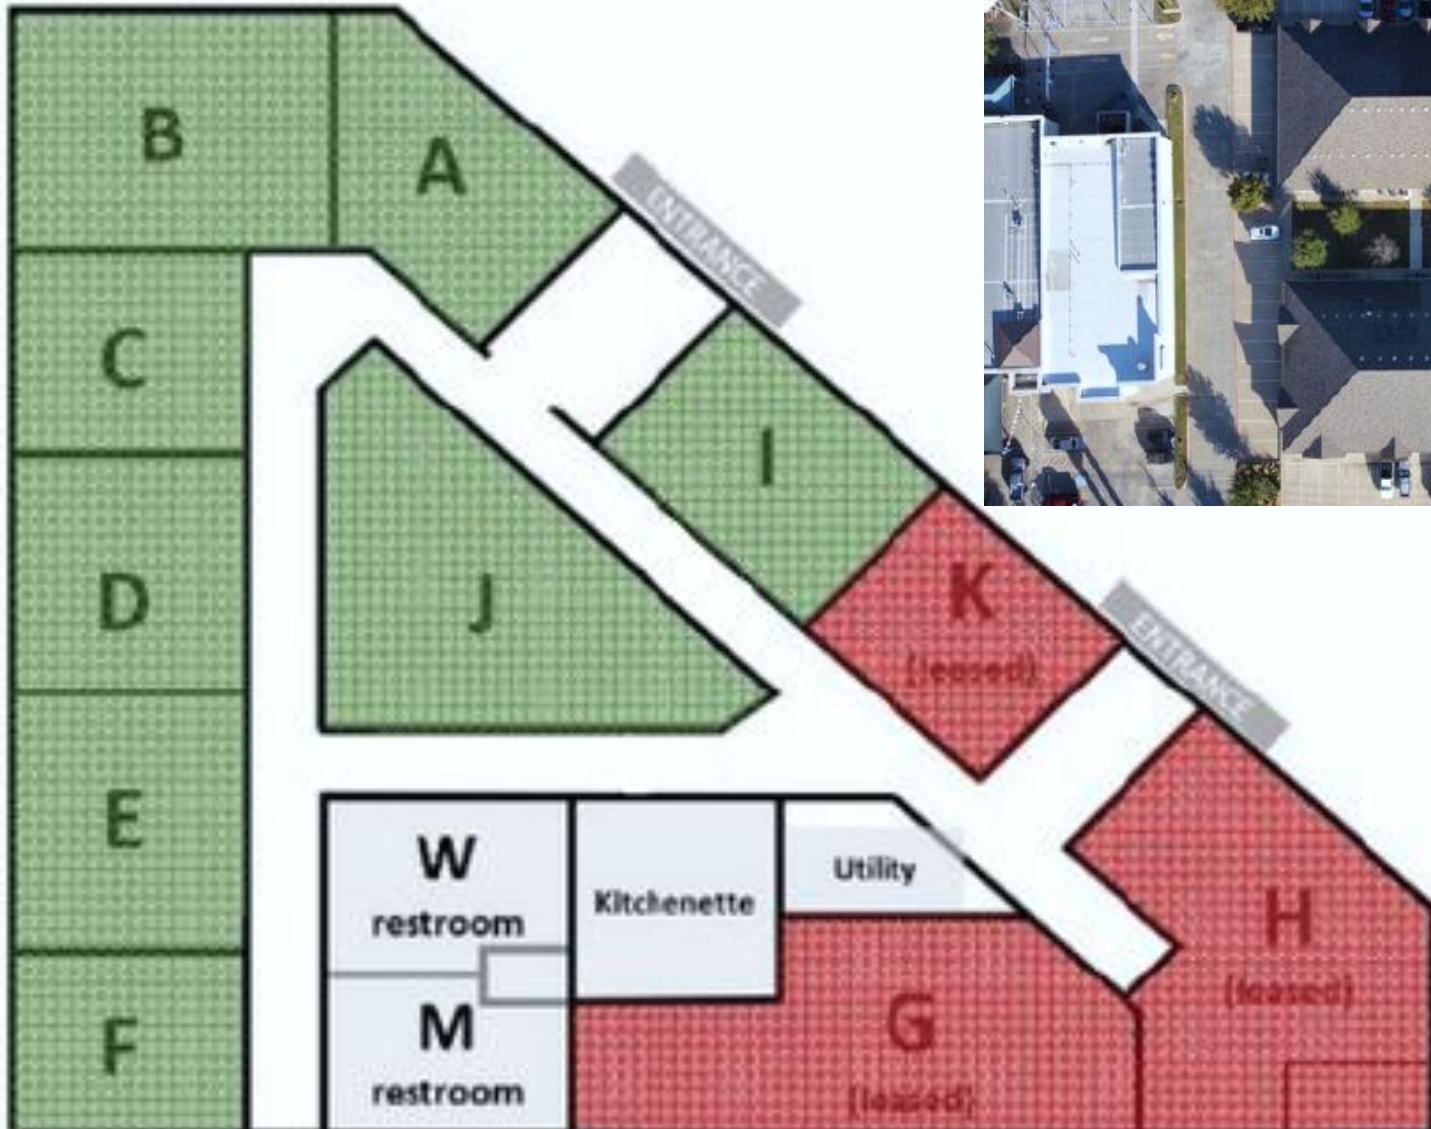 B
A
ENTRANCE
C
I
D
J
K
(leased)
ENTRANCE
E
W
restroom
Kitchenette
Utility
H
(leased)
F
M
restroom
G
(leased)